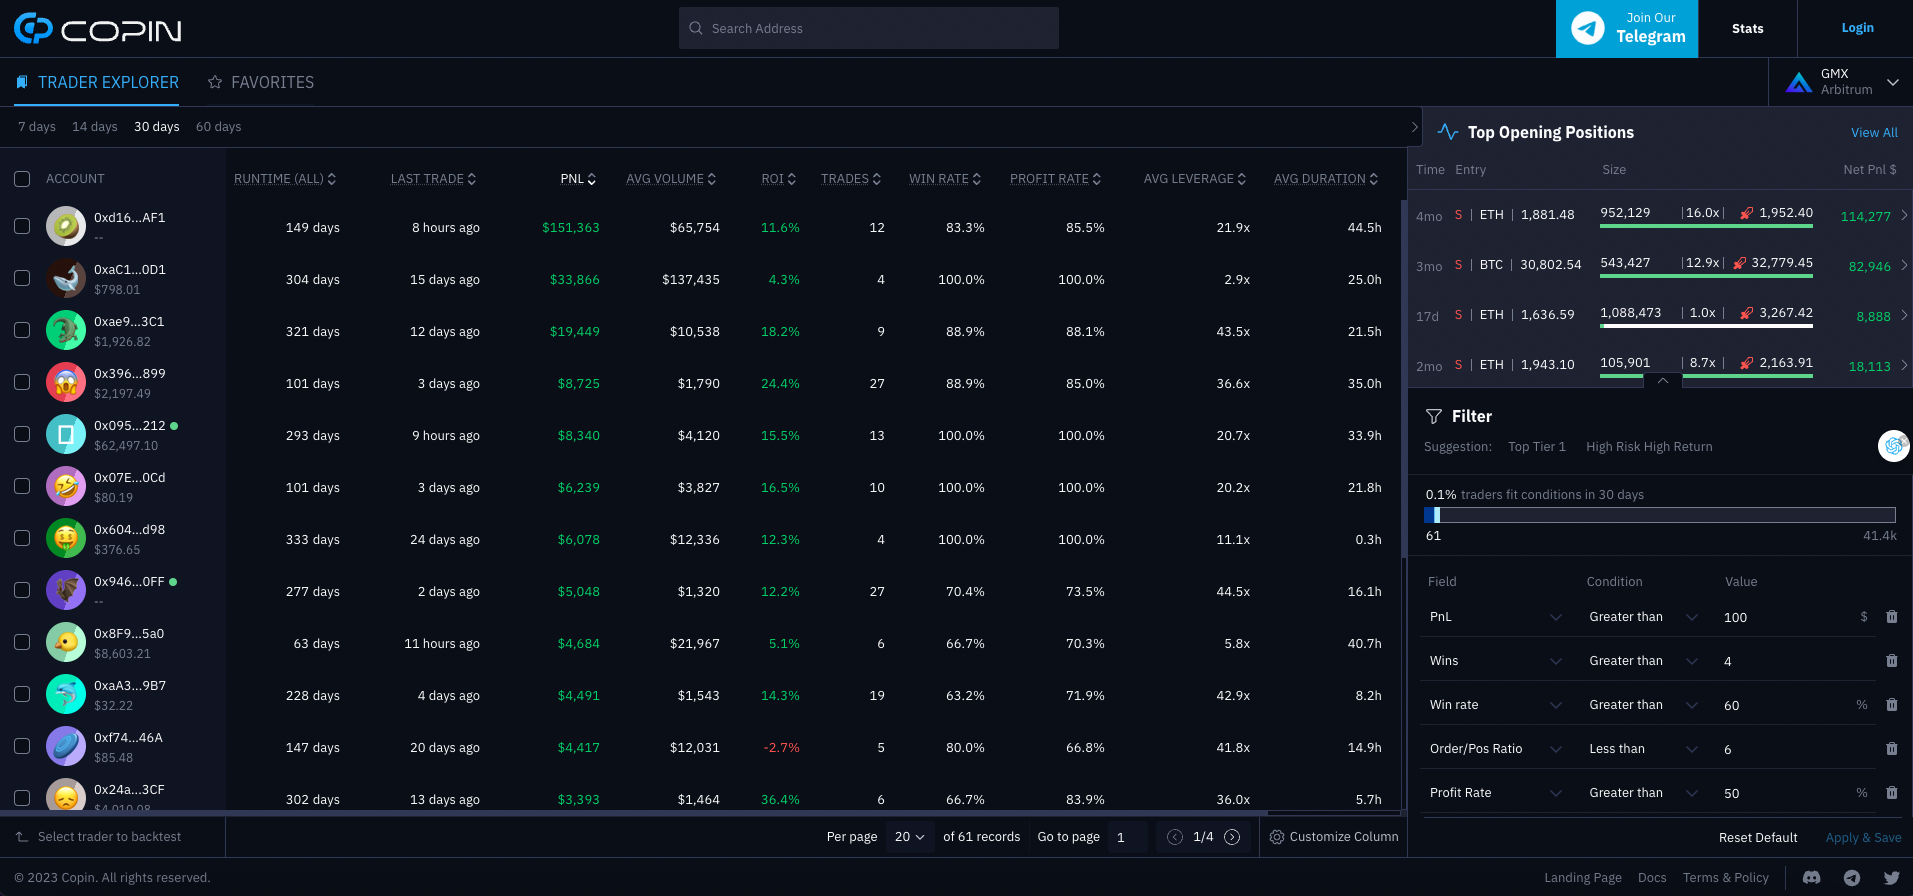 COPIN
Search Address
Join Our
Telegram
Stats
Login
TRADER EXPLORER
FAVORITES
GMX
Arbitrum
7 days 14 days 30 days 60 days
ACCOUNT RUNTIME (ALL) LAST TRADE PNL AVG VOLUME ROI TRADES WIN RATE PROFIT RATE AVG LEVERAGE AVG DURATION
0xd16...AF1
--
149 days 8 hours ago $151,363 $65,754 11.6% 12 83.3% 85.5% 21.9x 44.5h
0xaC1...0D1
$798.01
304 days 15 days ago $33,866 $137,435 4.3% 4 100.0% 100.0% 2.9x 25.0h
0xae9...3C1
$1,926.82
321 days 12 days ago $19,449 $10,538 18.2% 9 88.9% 88.1% 43.5x 21.5h
0x396...899
$2,197.49
101 days 3 days ago $8,725 $1,790 24.4% 27 88.9% 85.0% 36.6x 35.0h
0x095...212
$62,497.10
293 days 9 hours ago $8,340 $4,120 15.5% 13 100.0% 100.0% 20.7x 33.9h
0x07E...0Cd
$80.19
101 days 3 days ago $6,239 $3,827 16.5% 10 100.0% 100.0% 20.2x 21.8h
0x604...d98
$376.65
333 days 24 days ago $6,078 $12,336 12.3% 4 100.0% 100.0% 11.1x 0.3h
0x946...0FF
--
277 days 2 days ago $5,048 $1,320 12.2% 27 70.4% 73.5% 44.5x 16.1h
0x8F9...5a0
$8,603.21
63 days 11 hours ago $4,684 $21,967 5.1% 6 66.7% 70.3% 5.8x 40.7h
0xaA3...9B7
$32.22
228 days 4 days ago $4,491 $1,543 14.3% 19 63.2% 71.9% 42.9x 8.2h
0xf74...46A
$85.48
147 days 20 days ago $4,417 $12,031 -2.7% 5 80.0% 66.8% 41.8x 14.9h
0x24a...3CF
$4,010.08
302 days 13 days ago $3,393 $1,464 36.4% 6 66.7% 83.9% 36.0x 5.7h
Select trader to backtest
Per page 20 of 61 records Go to page 1 1/4 Customize Column
Top Opening Positions View All
Time Entry Size Net Pnl $
4mo S | ETH | 1,881.48 952,129 |16.0x| 1,952.40 114,277
3mo S | BTC | 30,802.54 543,427 |12.9x| 32,779.45 82,946
17d S | ETH | 1,636.59 1,088,473 | 1.0x | 3,267.42 8,888
2mo S | ETH | 1,943.10 105,901 | 8.7x | 2,163.91 18,113
Filter
Suggestion: Top Tier 1 High Risk High Return
0.1% traders fit conditions in 30 days
61 41.4k
Field Condition Value
PnL Greater than 100 $
Wins Greater than 4
Win rate Greater than 60 %
Order/Pos Ratio Less than 6
Profit Rate Greater than 50 %
Reset Default Apply & Save
© 2023 Copin. All rights reserved.
Landing Page Docs Terms & Policy